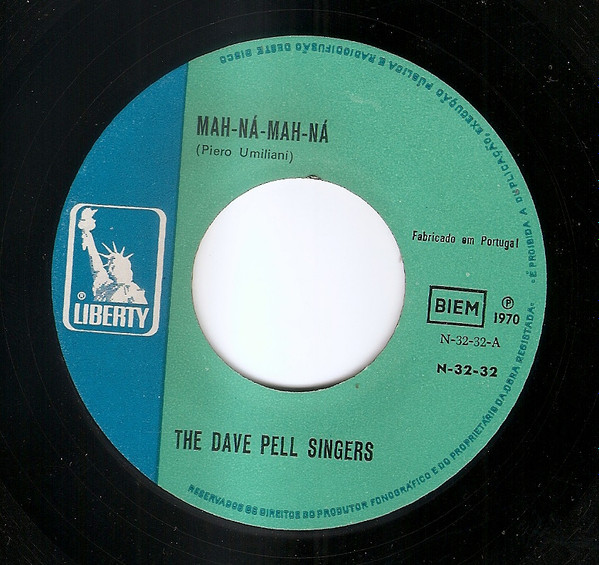 MAH-NÁ-MAH-NÁ
(Piero Umiliani)
Fabricado em Portugal
® LIBERTY
BIEM
℗
1970
N-32-32-A
N-32-32
THE DAVE PELL SINGERS
RESERVADOS OS DIREITOS DO PRODUTOR FONOGRÁFICO E DO PROPRIETÁRIO DA OBRA REGISTADA • É PROIBIDA A DUPLICAÇÃO, EXECUÇÃO PÚBLICA E RADIODIFUSÃO DESTE DISCO